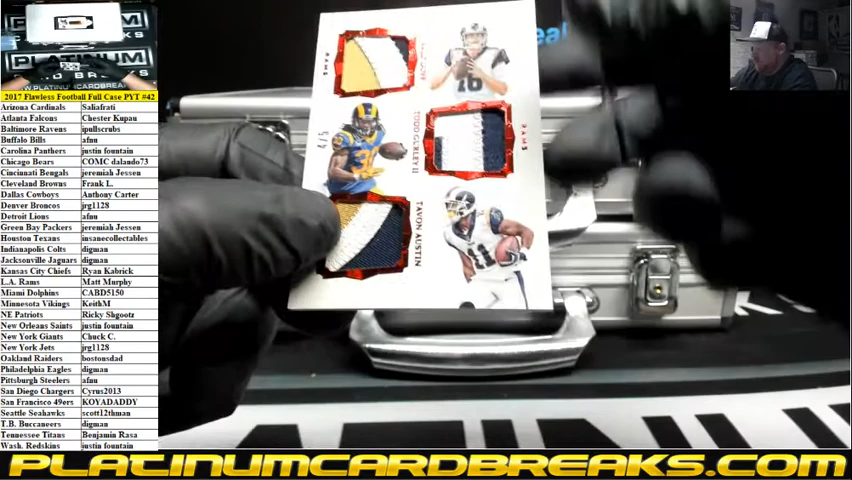 PLATINUM
CARD BREAKS
2017 Flawless Football Full Case PYT #42
Arizona Cardinals Saliafrati
Atlanta Falcons Chester Kupau
Baltimore Ravens ipullscrubs
Buffalo Bills afnu
Carolina Panthers justin fountain
Chicago Bears COMC dalando73
Cincinnati Bengals jeremiah Jessen
Cleveland Browns Frank L.
Dallas Cowboys Anthony Carter
Denver Broncos jrg1128
Detroit Lions afnu
Green Bay Packers jeremiah Jessen
Houston Texans insanecollectables
Indianapolis Colts digman
Jacksonville Jaguars digman
Kansas City Chiefs Ryan Kabrick
L.A. Rams Matt Murphy
Miami Dolphins CABD5150
Minnesota Vikings KeithM
NE Patriots Ricky Shgootz
New Orleans Saints justin fountain
New York Giants Chuck C.
New York Jets jrg1128
Oakland Raiders bostonsdad
Philadelphia Eagles digman
Pittsburgh Steelers afnu
San Diego Chargers Cyrus2013
San Francisco 49ers KOYADADDY
Seattle Seahawks scott12thman
T.B. Buccaneers digman
Tennessee Titans Benjamin Rasa
Wash. Redskins justin fountain
RAMS
16
4/5
TODD GURLEY II
RAMS
TAVON AUSTIN
11
PLATINUMCARDBREAKS.COM